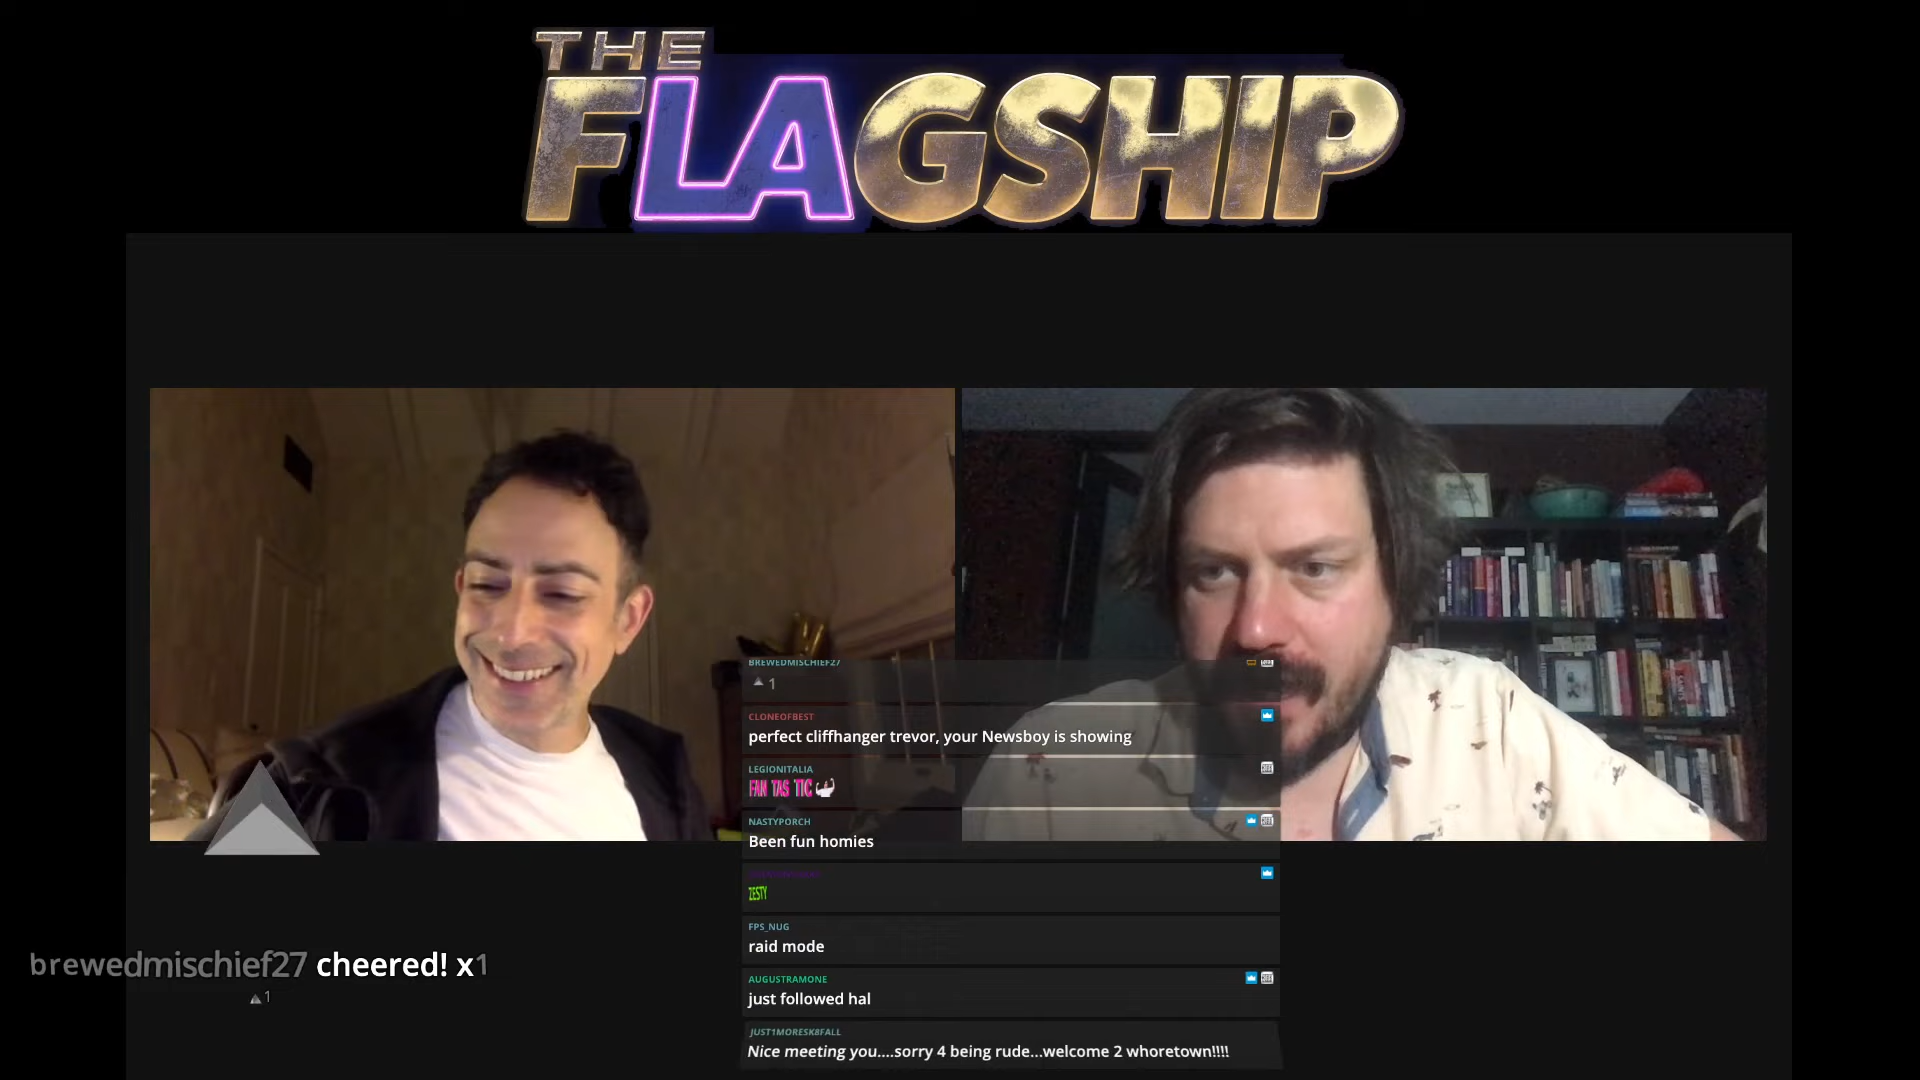 THE
FLAGSHIP
BREWEDMISCHIEF27
1
CLONEOFBEST
perfect cliffhanger trevor, your Newsboy is showing
LEGIONITALIA
FAN TAS TIC
NASTYPORCH
Been fun homies
ZESTY
FPS_NUG
raid mode
AUGUSTRAMONE
just followed hal
JUST1MORESK8FALL
Nice meeting you....sorry 4 being rude...welcome 2 whoretown!!!!
brewedmischief27 cheered! x1
1